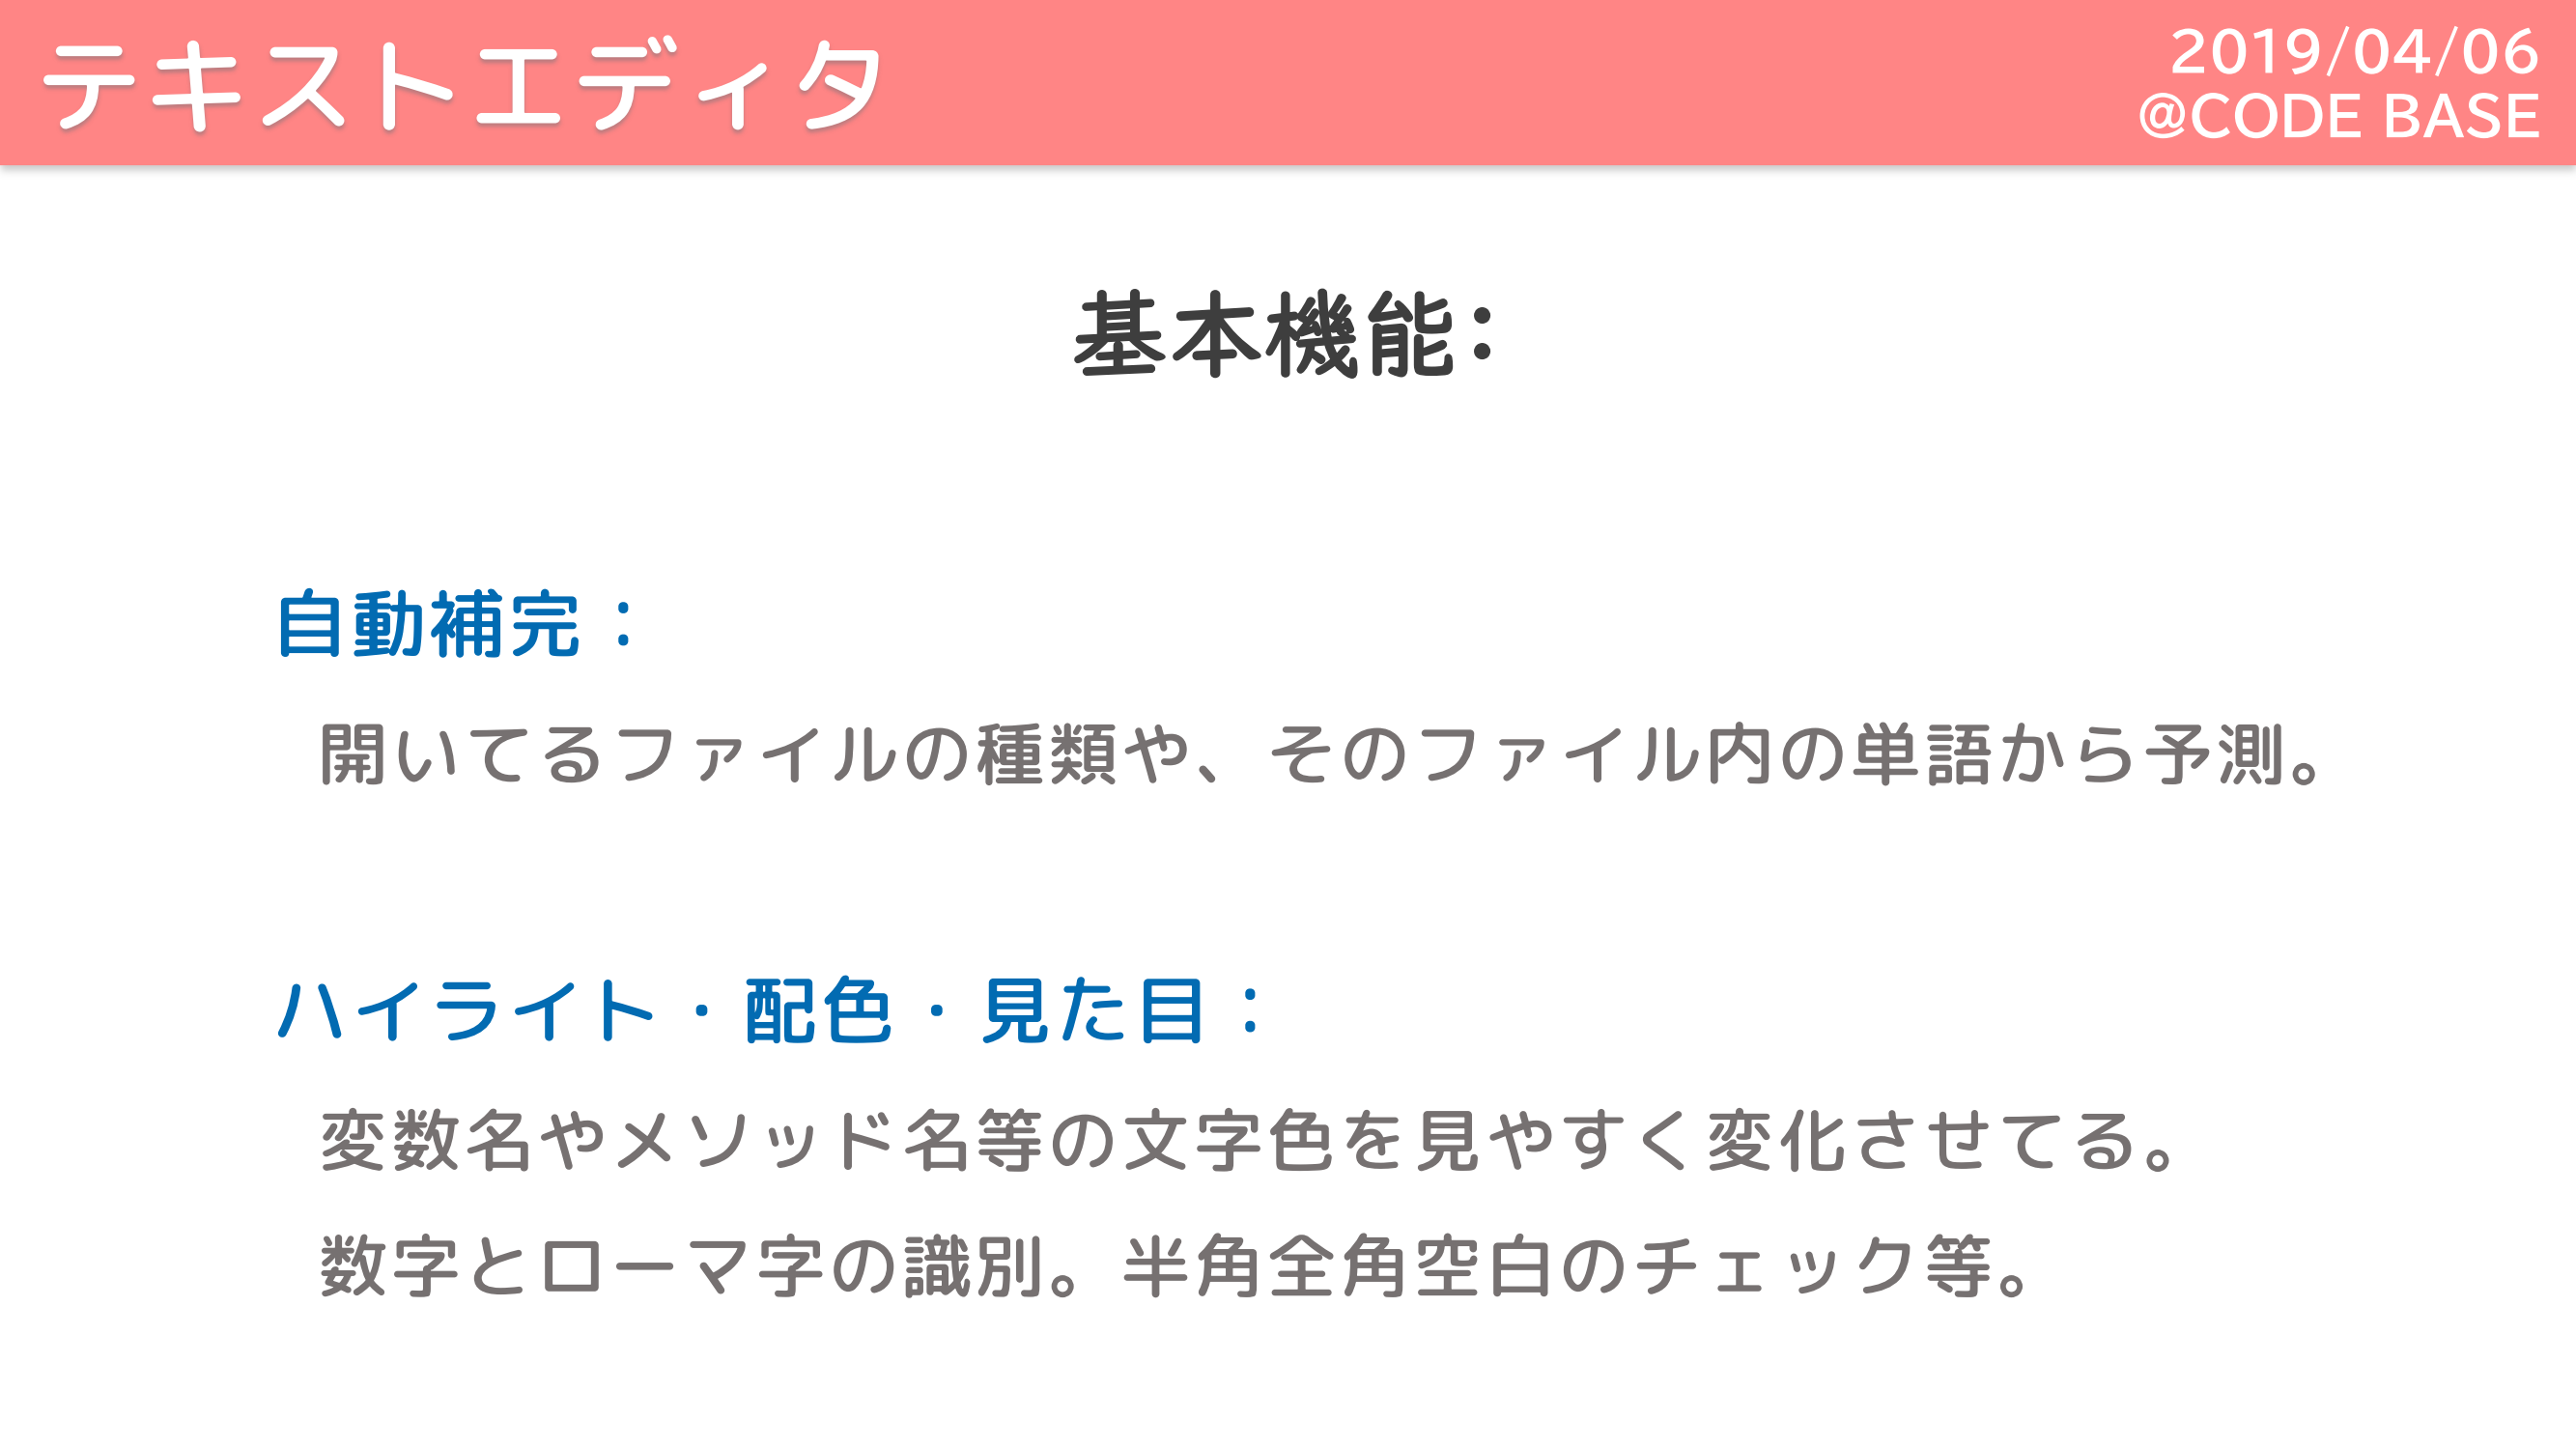 テキストエディタ
2019/04/06
@CODE BASE
基本機能:
自動補完：
開いてるファイルの種類や、そのファイル内の単語から予測。
ハイライト・配色・見た目：
変数名やメソッド名等の文字色を見やすく変化させてる。
数字とローマ字の識別。半角全角空白のチェック等。